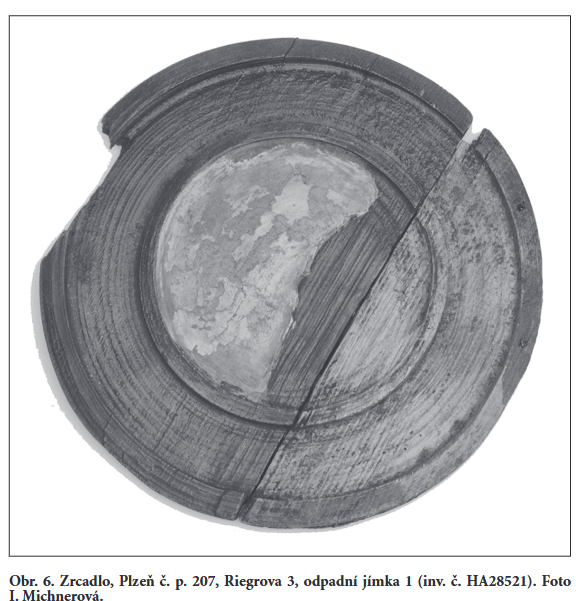 Obr. 6. Zrcadlo, Plzeň č. p. 207, Riegrova 3, odpadní jímka 1 (inv. č. HA28521). Foto
I. Michnerová.